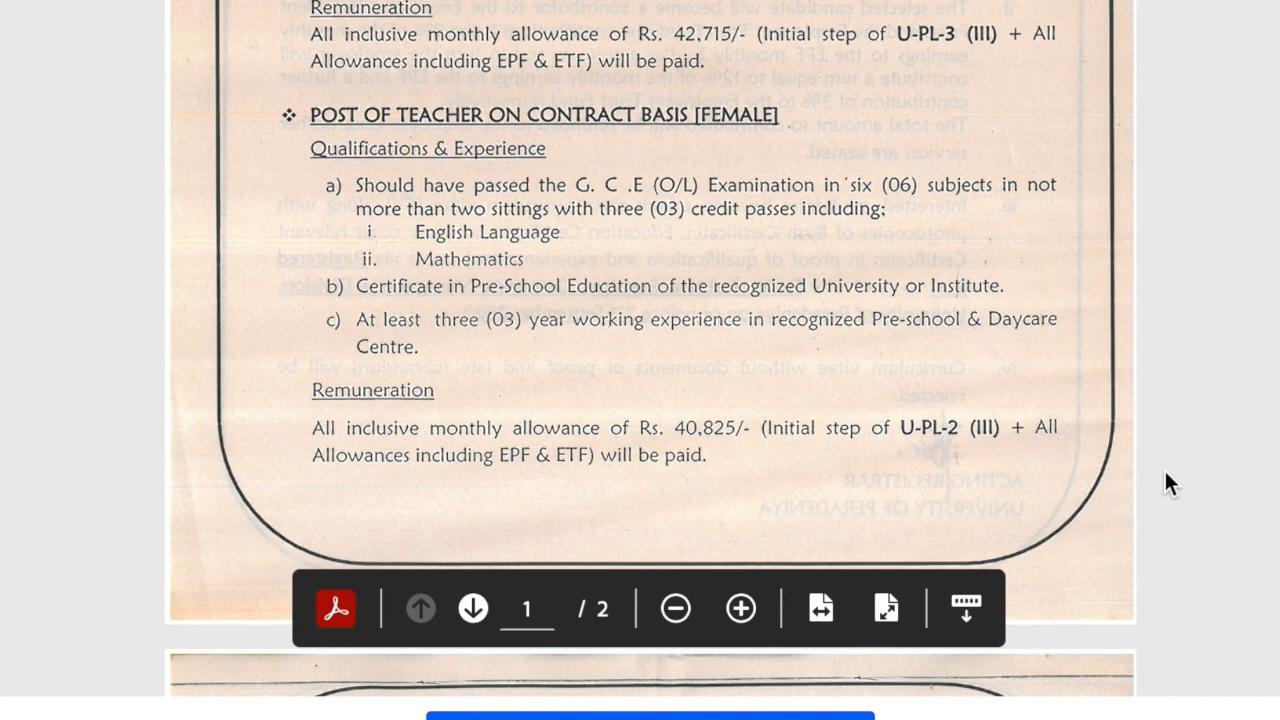 Remuneration
All inclusive monthly allowance of Rs. 42,715/- (Initial step of U-PL-3 (III) + All
Allowances including EPF & ETF) will be paid.
❖ POST OF TEACHER ON CONTRACT BASIS [FEMALE]
Qualifications & Experience
a) Should have passed the G. C .E (O/L) Examination in six (06) subjects in not
more than two sittings with three (03) credit passes including;
i. English Language
ii. Mathematics
b) Certificate in Pre-School Education of the recognized University or Institute.
c) At least three (03) year working experience in recognized Pre-school & Daycare
Centre.
Remuneration
All inclusive monthly allowance of Rs. 40,825/- (Initial step of U-PL-2 (III) + All
Allowances including EPF & ETF) will be paid.
ACTING REGISTRAR
UNIVERSITY OF PERADENIYA
1 / 2